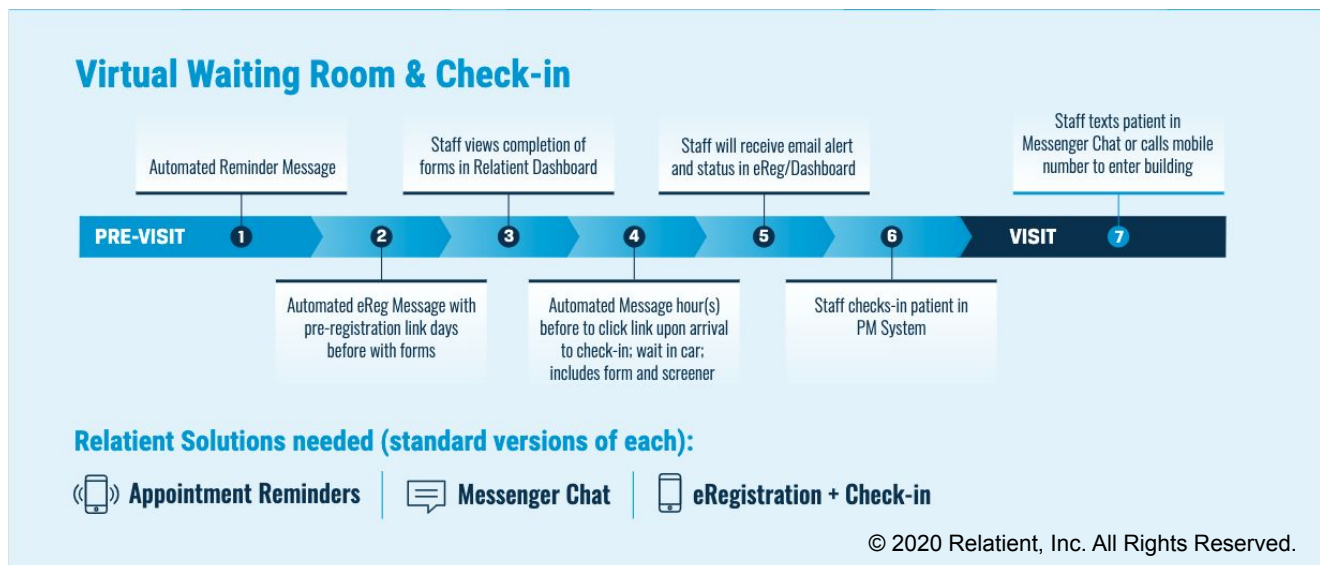 Virtual Waiting Room & Check-in
Automated Reminder Message
Staff views completion of
forms in Relatient Dashboard
Staff will receive email alert
and status in eReg/Dashboard
Staff texts patient in
Messenger Chat or calls mobile
number to enter building
PRE-VISIT 1 2 3 4 5 6 VISIT 7
Automated eReg Message with
pre-registration link days
before with forms
Automated Message hour(s)
before to click link upon arrival
to check-in; wait in car;
includes form and screener
Staff checks-in patient in
PM System
Relatient Solutions needed (standard versions of each):
Appointment Reminders
Messenger Chat
eRegistration + Check-in
© 2020 Relatient, Inc. All Rights Reserved.